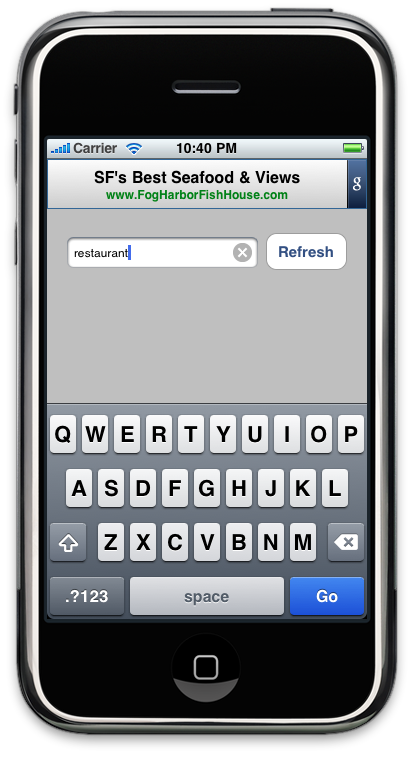 Carrier 10:40 PM
SF's Best Seafood & Views
www.FogHarborFishHouse.com
g
restaurant Refresh
Q W E R T Y U I O P
A S D F G H J K L
Z X C V B N M
.?123 space Go